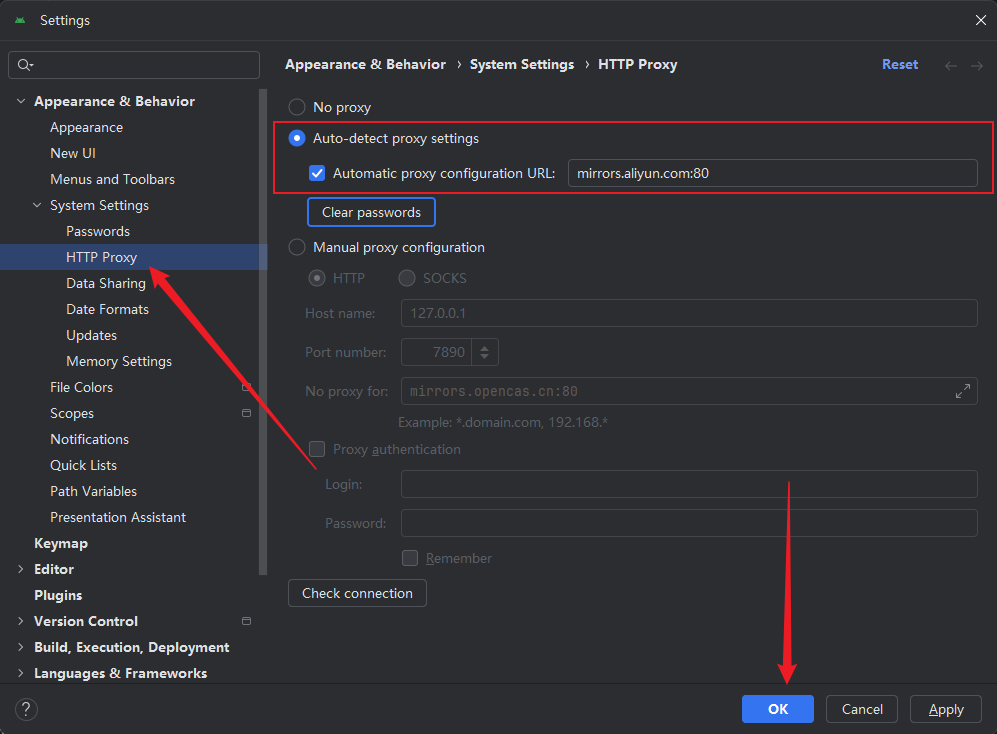 Settings
Appearance & Behavior › System Settings › HTTP Proxy
Reset
Appearance & Behavior
Appearance
New UI
Menus and Toolbars
System Settings
Passwords
HTTP Proxy
Data Sharing
Date Formats
Updates
Memory Settings
File Colors
Scopes
Notifications
Quick Lists
Path Variables
Presentation Assistant
Keymap
Editor
Plugins
Version Control
Build, Execution, Deployment
Languages & Frameworks
No proxy
Auto-detect proxy settings
Automatic proxy configuration URL: mirrors.aliyun.com:80
Clear passwords
Manual proxy configuration
HTTP SOCKS
Host name: 127.0.0.1
Port number: 7890
No proxy for: mirrors.opencas.cn:80
Example: *.domain.com, 192.168.*
Proxy authentication
Login:
Password:
Remember
Check connection
?
OK Cancel Apply